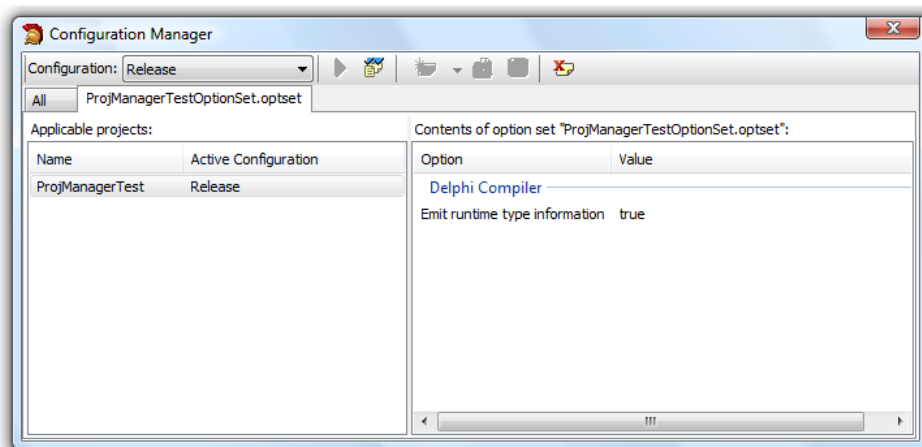 Configuration Manager
Configuration: Release
All ProjManagerTestOptionSet.optset
Applicable projects: Contents of option set "ProjManagerTestOptionSet.optset":
Name Active Configuration Option Value
ProjManagerTest Release Delphi Compiler
Emit runtime type information true